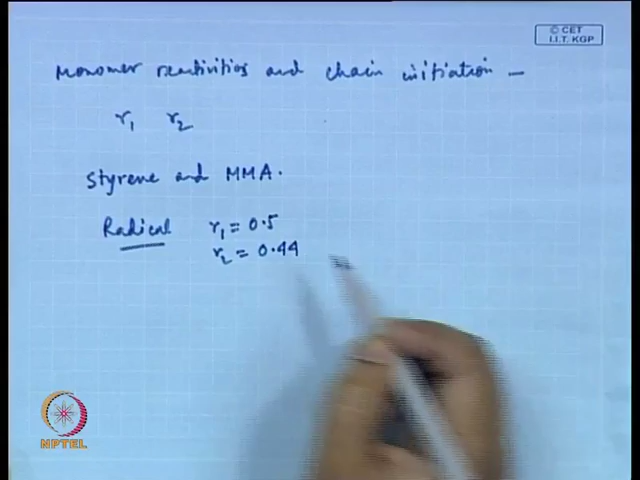 © CET
I.I.T. KGP
Monomer reactivities and chain initiation –
r₁ r₂
Styrene and MMA.
Radical r₁ = 0.5
r₂ = 0.44
NPTEL